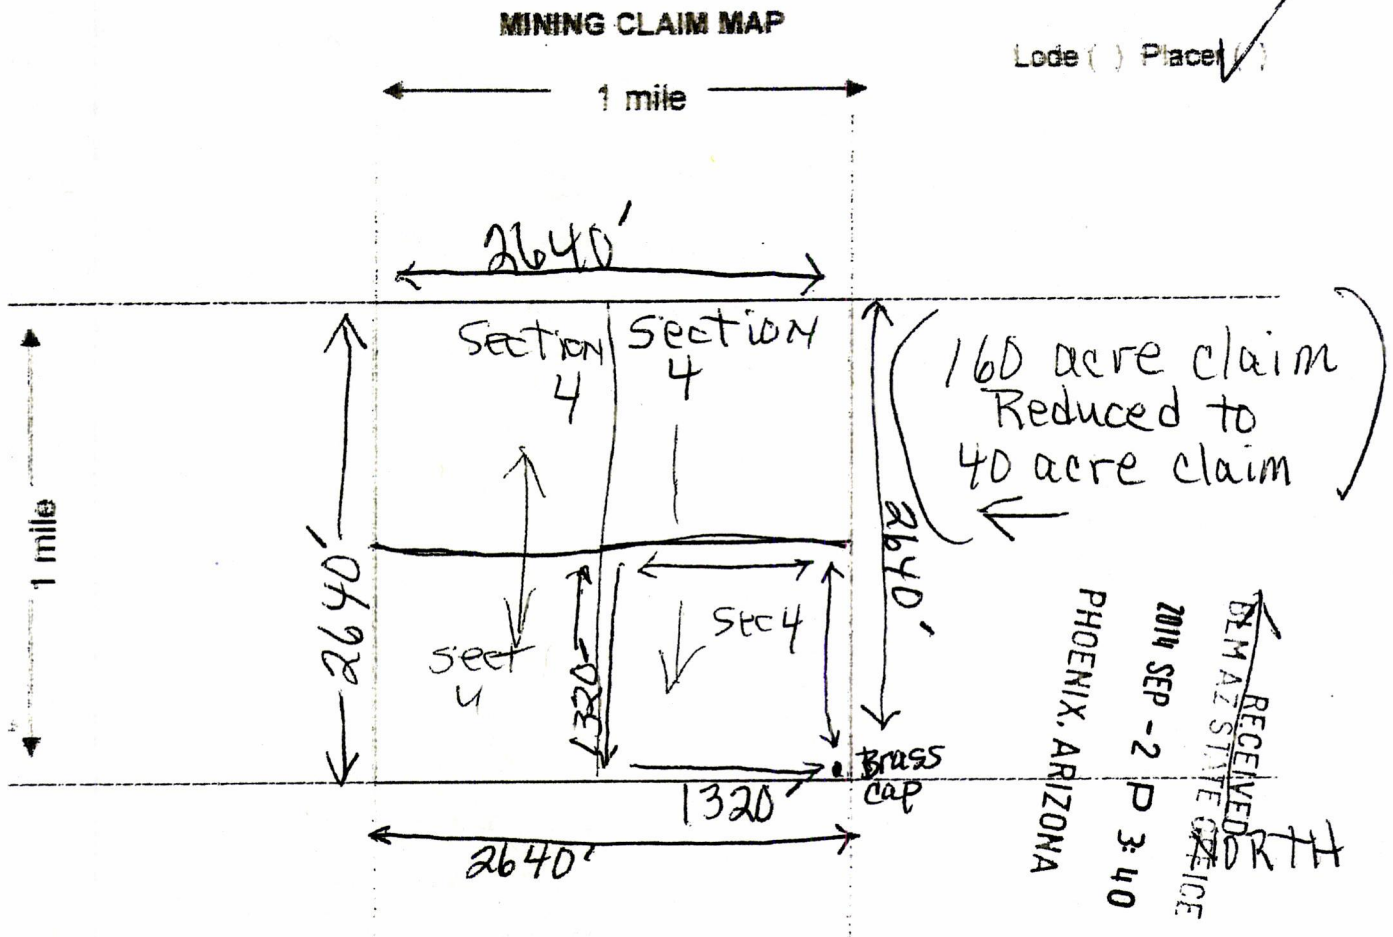 MINING CLAIM MAP
Lode ( ) Placer ( )
1 mile
2640'
Section
4
Section
4
160 acre claim
Reduced to
40 acre claim
1 mile
2640'
2640'
Sect
4
1320'
Sec 4
Brass
cap
1320'
2640'
RECEIVED
BLM AZ STATE OFFICE
2014 SEP -2 P 3:40
PHOENIX, ARIZONA
NORTH